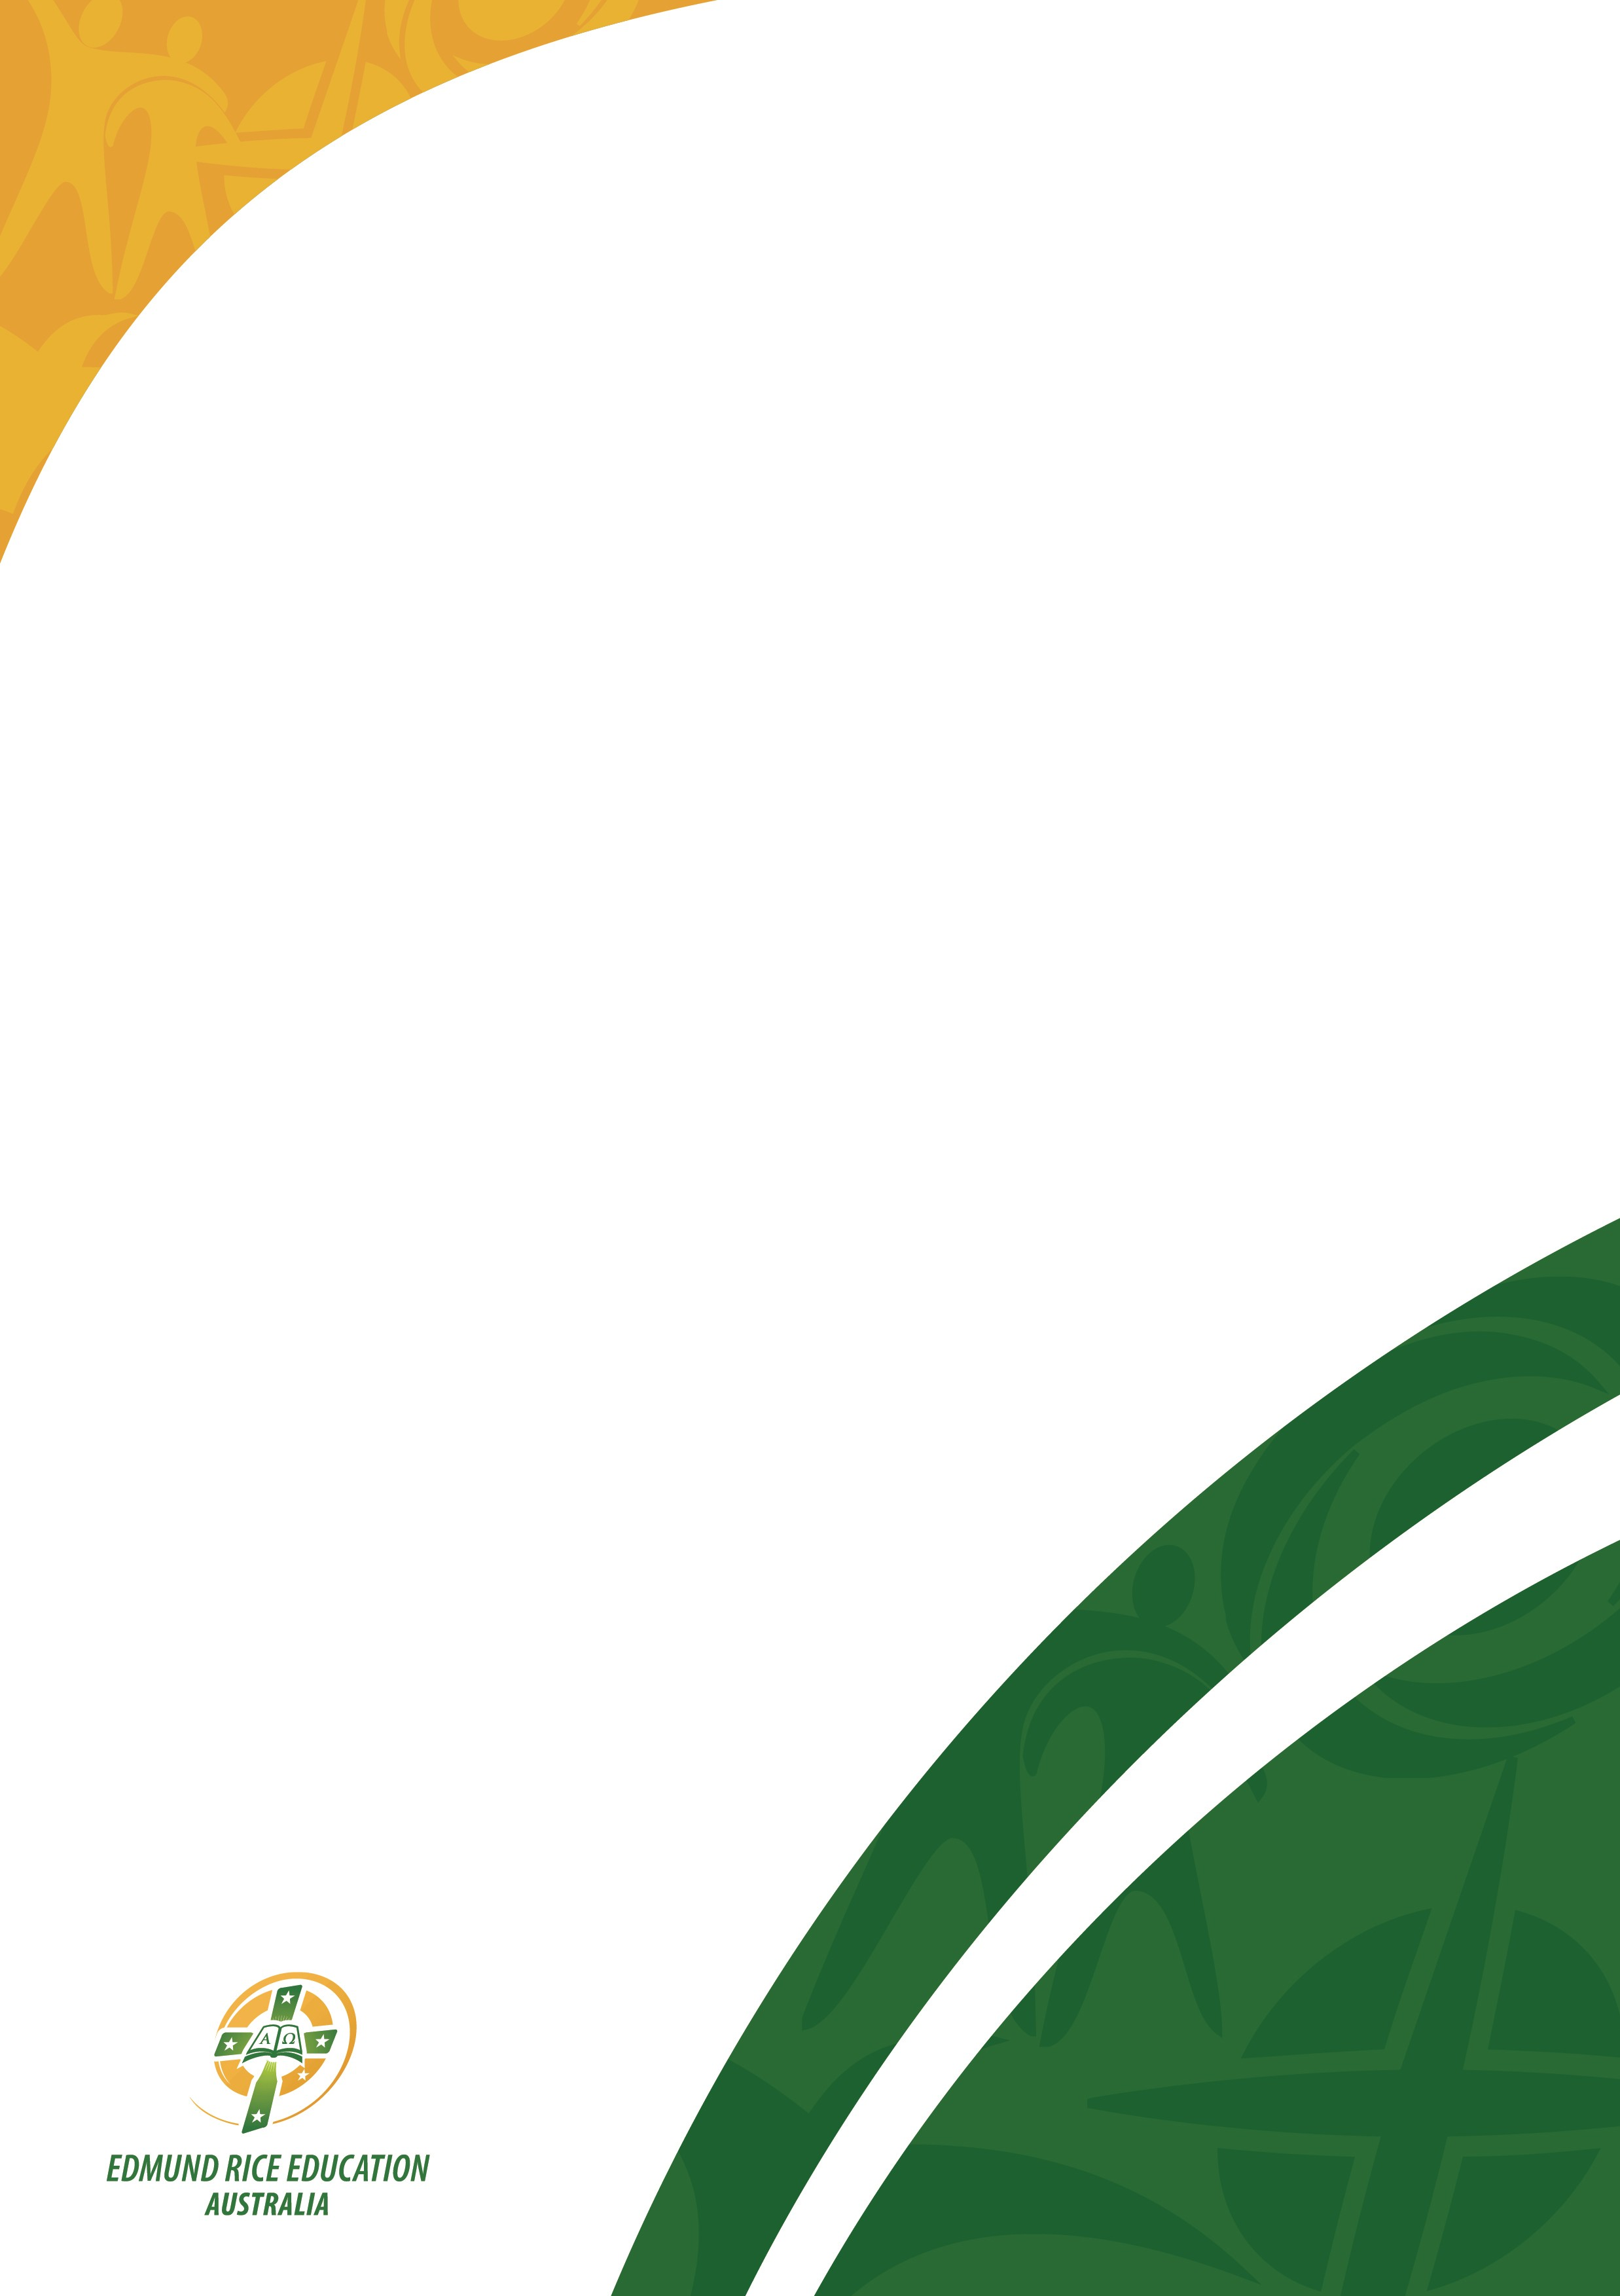 Α Ω
EDMUND RICE EDUCATION
AUSTRALIA